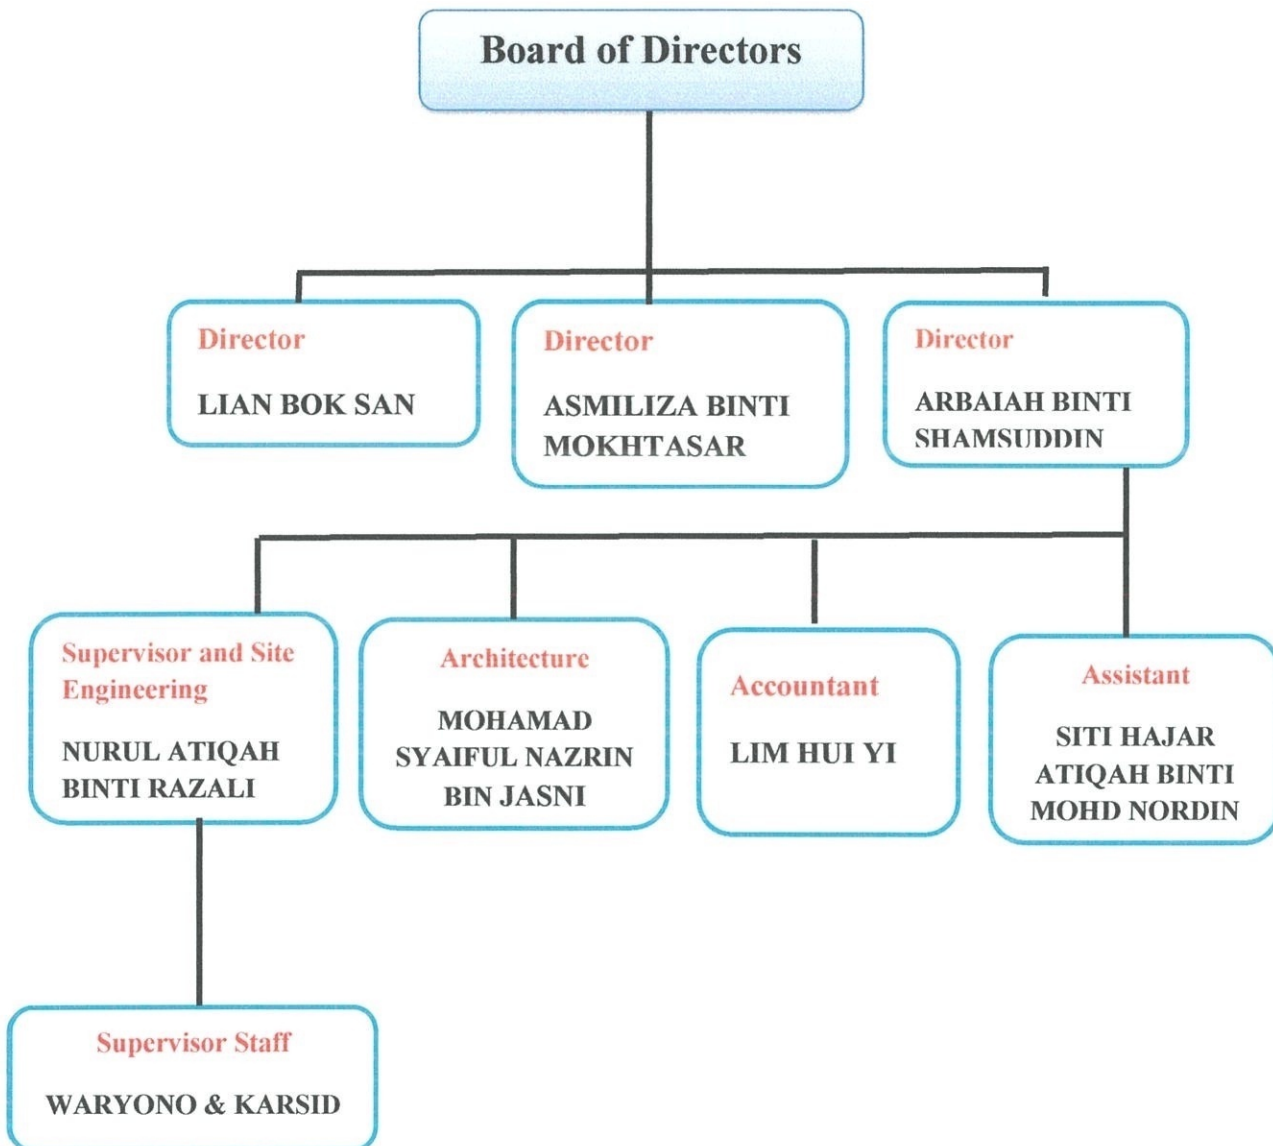 Board of Directors
Director
LIAN BOK SAN
Director
ASMILIZA BINTI
MOKHTASAR
Director
ARBAIAH BINTI
SHAMSUDDIN
Supervisor and Site
Engineering
NURUL ATIQAH
BINTI RAZALI
Architecture
MOHAMAD
SYAIFUL NAZRIN
BIN JASNI
Accountant
LIM HUI YI
Assistant
SITI HAJAR
ATIQAH BINTI
MOHD NORDIN
Supervisor Staff
WARYONO & KARSID